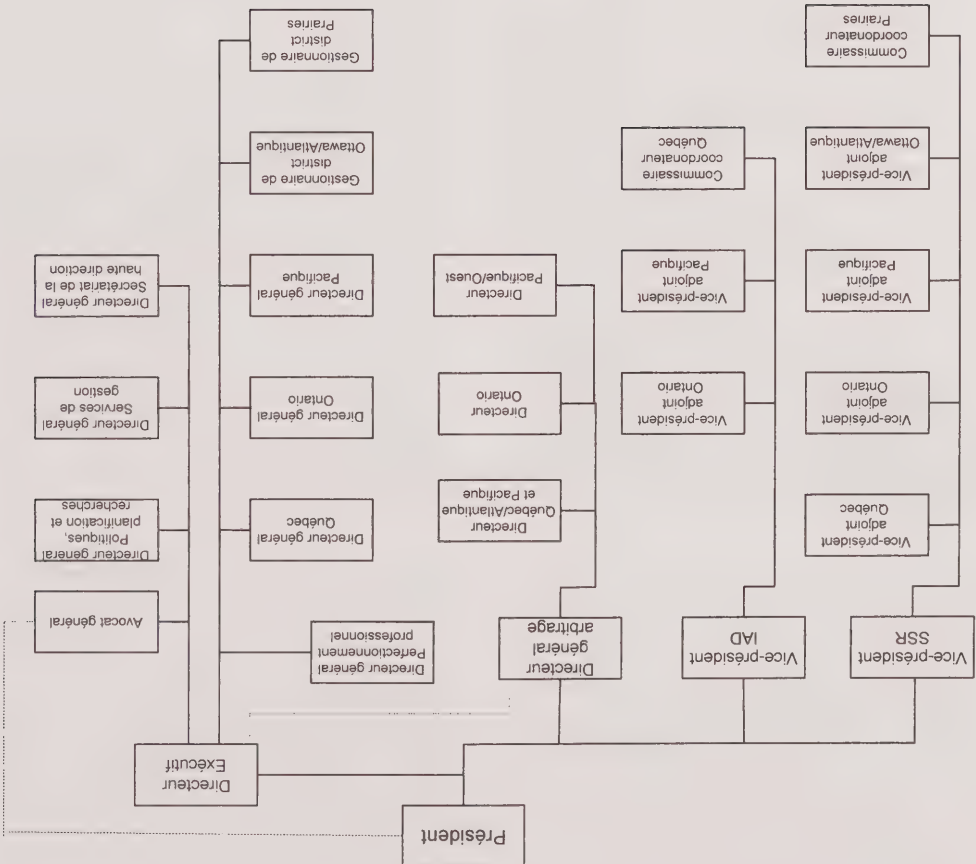 Président
Directeur
Exécutif
Vice-président
SSR
Vice-président
IAD
Directeur
général
arbitrage
Directeur général
Perfectionnement
professionnel
Avocat général
Vice-président
adjoint
Québec
Directeur
Québec/Atlantique
et Pacifique
Directeur général
Québec
Directeur général
Politiques,
planification et
recherches
Vice-président
adjoint
Ontario
Vice-président
adjoint
Ontario
Directeur
Ontario
Directeur général
Ontario
Directeur général
Services de
gestion
Vice-président
adjoint
Pacifique
Vice-président
adjoint
Pacifique
Directeur
Pacifique/Ouest
Directeur général
Pacifique
Directeur général
Secrétariat de la
haute direction
Vice-président
adjoint
Ottawa/Atlantique
Commissaire
coordonateur
Québec
Gestionnaire de
district
Ottawa/Atlantique
Commissaire
coordonateur
Prairies
Gestionnaire de
district
Prairies